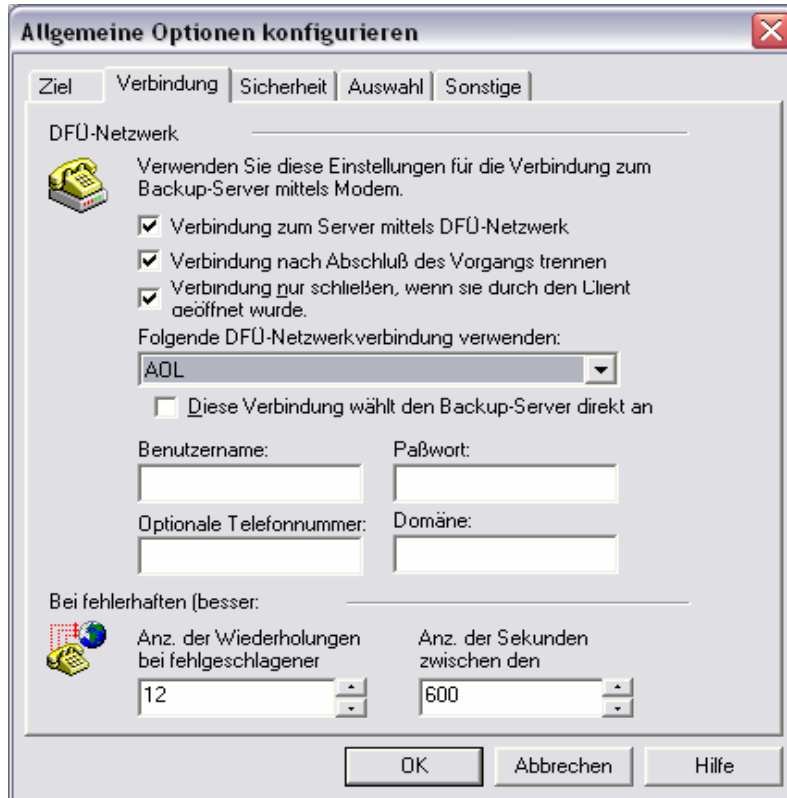 Allgemeine Optionen konfigurieren
Ziel
Verbindung
Sicherheit
Auswahl
Sonstige
DFÜ-Netzwerk
Verwenden Sie diese Einstellungen für die Verbindung zum
Backup-Server mittels Modem.
Verbindung zum Server mittels DFÜ-Netzwerk
Verbindung nach Abschluß des Vorgangs trennen
Verbindung nur schließen, wenn sie durch den Client
geöffnet wurde.
Folgende DFÜ-Netzwerkverbindung verwenden:
AOL
Diese Verbindung wählt den Backup-Server direkt an
Benutzername:
Paßwort:
Optionale Telefonnummer:
Domäne:
Bei fehlerhaften (besser:
Anz. der Wiederholungen
bei fehlgeschlagener
Anz. der Sekunden
zwischen den
12
600
OK
Abbrechen
Hilfe